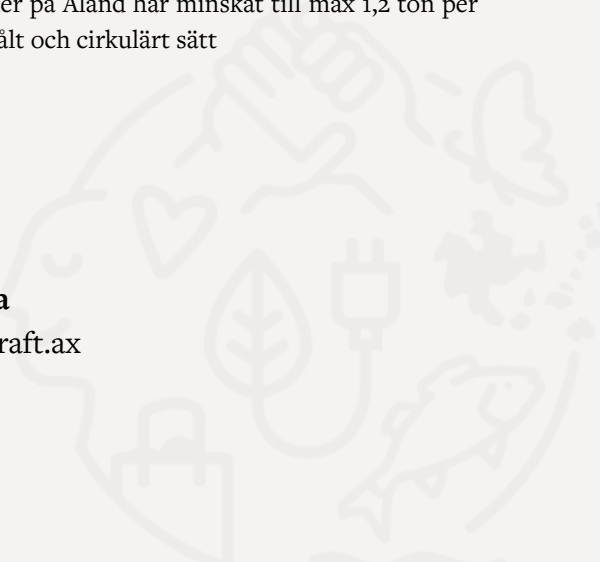 er på Åland har minskat till max 1,2 ton per
ålt och cirkulärt sätt
a
raft.ax